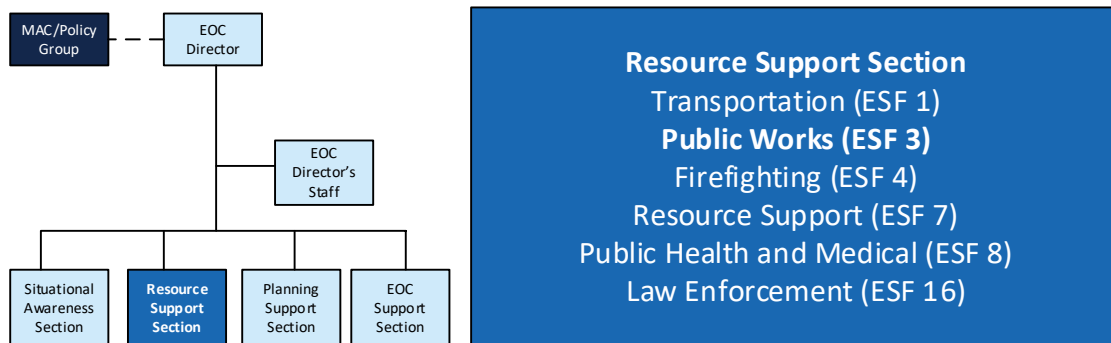 MAC/Policy
Group
EOC
Director
EOC
Director's
Staff
Situational
Awareness
Section
Resource
Support
Section
Planning
Support
Section
EOC
Support
Section
Resource Support Section
Transportation (ESF 1)
Public Works (ESF 3)
Firefighting (ESF 4)
Resource Support (ESF 7)
Public Health and Medical (ESF 8)
Law Enforcement (ESF 16)